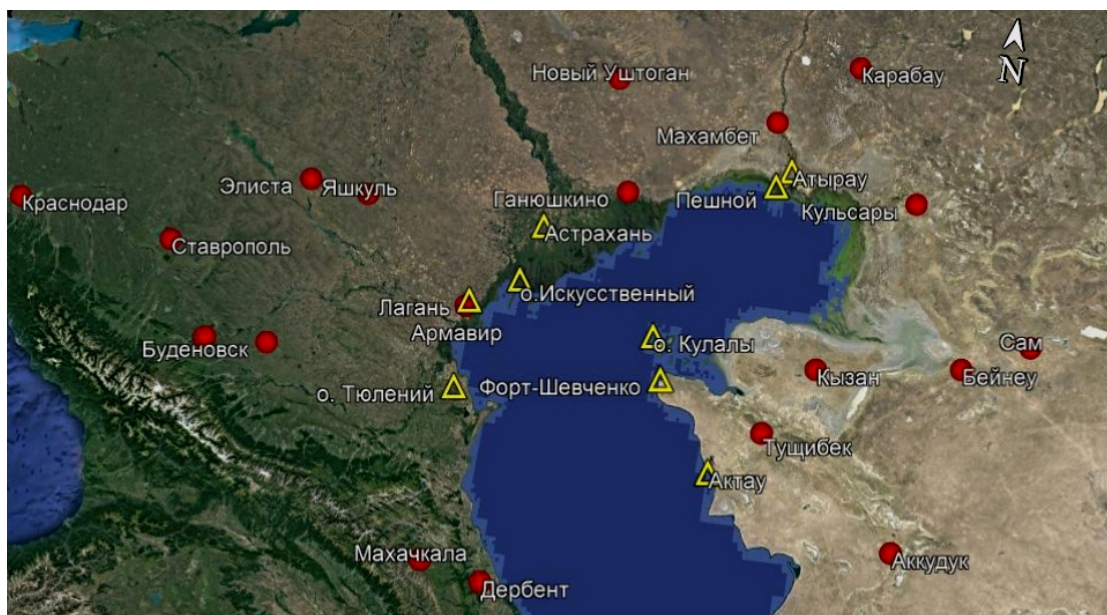 Новый Уштоган
Карабау
N
Махамбет
Элиста
Яшкуль
Ганюшкино
Пешной
Атырау
Краснодар
Кульсары
Астрахань
Ставрополь
о.Искусственный
Лагань
Армавир
Буденовск
о. Кулалы
Сам
о. Тюлений
Форт-Шевченко
Кызан
Бейнеу
Тущибек
Актау
Махачкала
Аккудук
Дербент